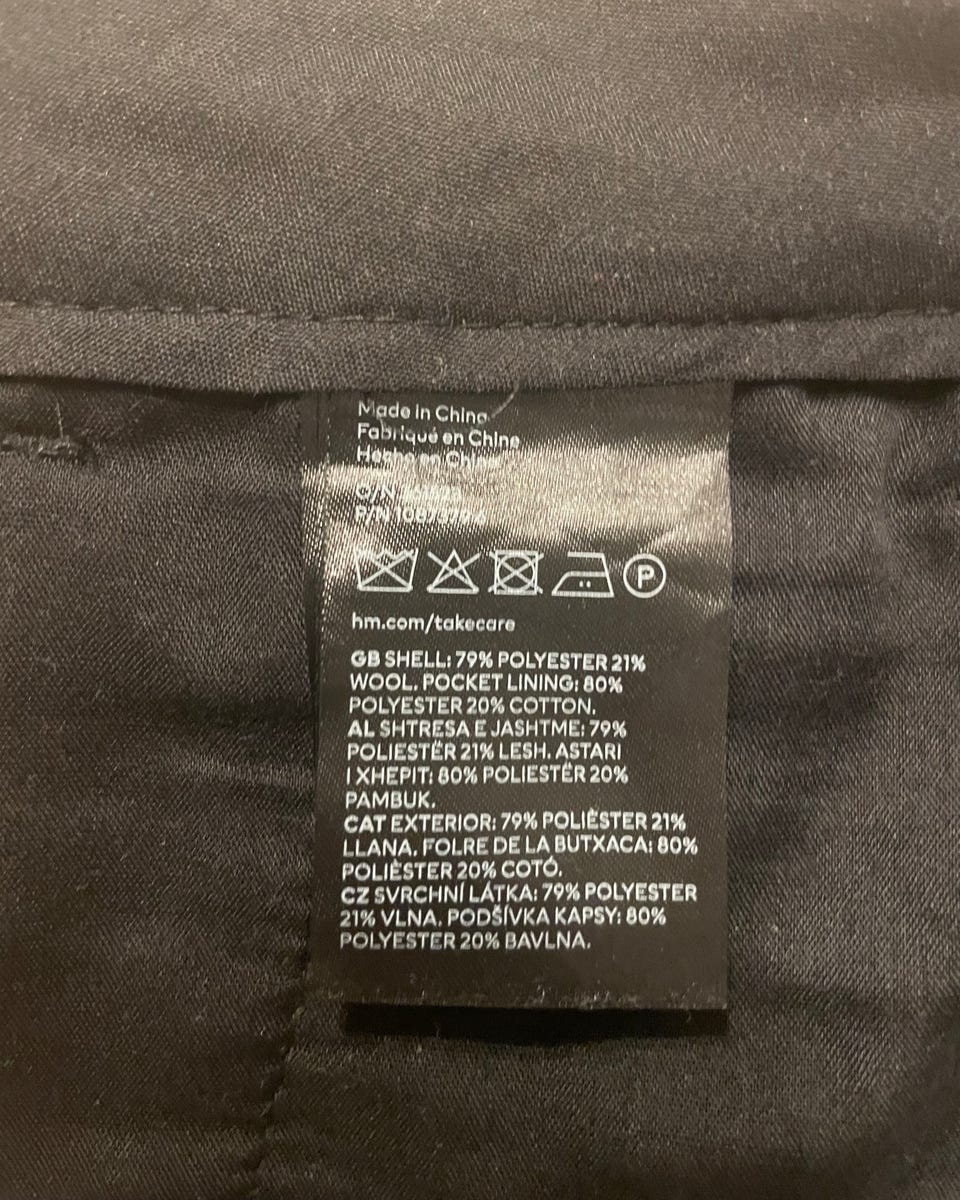 Made in China
Fabriqué en Chine
Hecho en China
C/N
P/N
P
hm.com/takecare
GB SHELL: 79% POLYESTER 21%
WOOL. POCKET LINING: 80%
POLYESTER 20% COTTON.
AL SHTRESA E JASHTME: 79%
POLIESTËR 21% LESH. ASTARI
I XHEPIT: 80% POLIESTËR 20%
PAMBUK.
CAT EXTERIOR: 79% POLIÈSTER 21%
LLANA. FOLRE DE LA BUTXACA: 80%
POLIÈSTER 20% COTÓ.
CZ SVRCHNÍ LÁTKA: 79% POLYESTER
21% VLNA. PODŠÍVKA KAPSY: 80%
POLYESTER 20% BAVLNA.